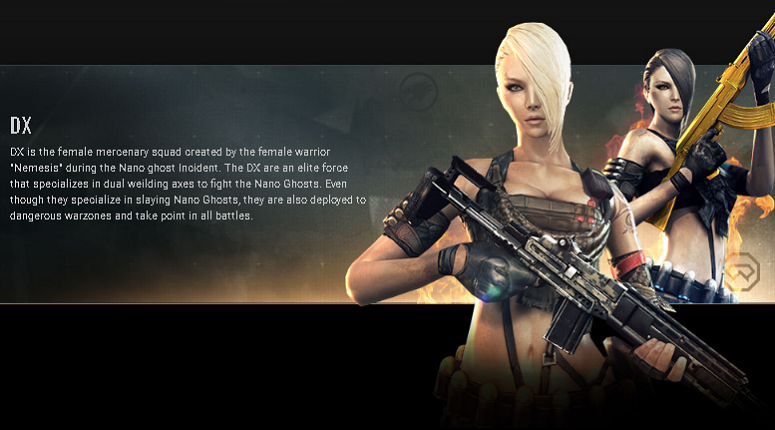 DX
DX is the female mercenary squad created by the female warrior
"Nemesis" during the Nano ghost Incident. The DX are an elite force
that specializes in dual weilding axes to fight the Nano Ghosts. Even
though they specialize in slaying Nano Ghosts, they are also deployed to
dangerous warzones and take point in all battles.